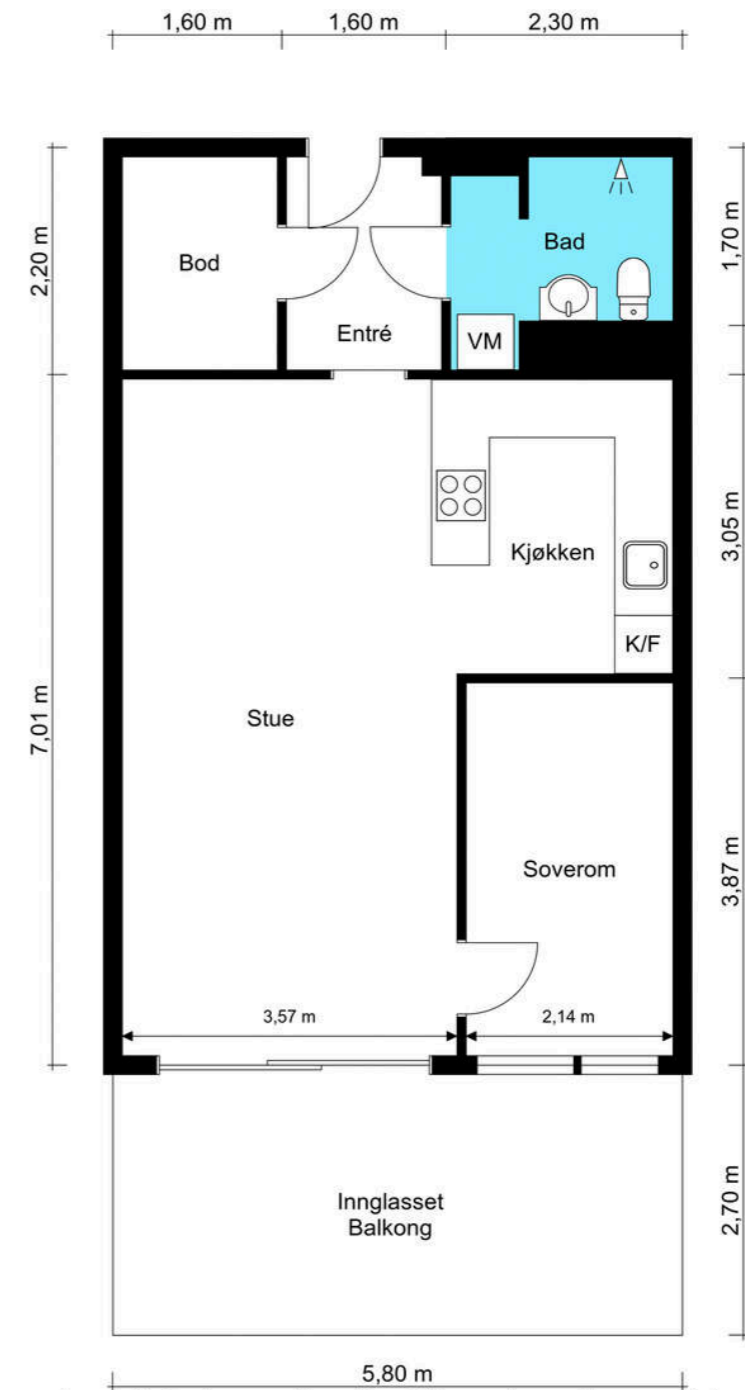 1,60 m
1,60 m
2,30 m
2,20 m
1,70 m
Bod
Bad
Entré
VM
3,05 m
Kjøkken
K/F
7,01 m
Stue
Soverom
3,87 m
3,57 m
2,14 m
Innglasset
Balkong
2,70 m
5,80 m